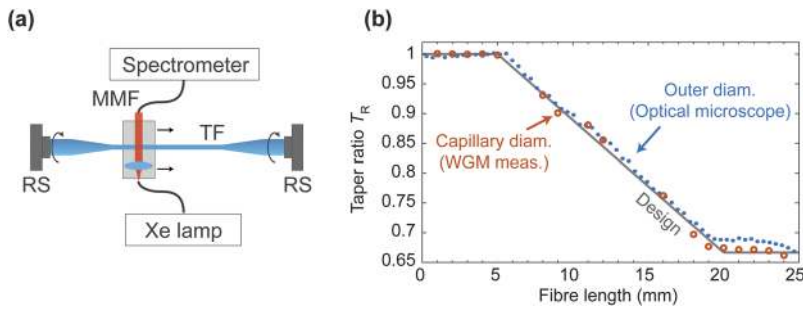 (a)
Spectrometer
MMF
TF
RS
RS
Xe lamp
(b)
Taper ratio TR
1
0.95
0.9
0.85
0.8
0.75
0.7
0.65
Outer diam.
(Optical microscope)
Capillary diam.
(WGM meas.)
Design
0
5
10
15
20
25
Fibre length (mm)